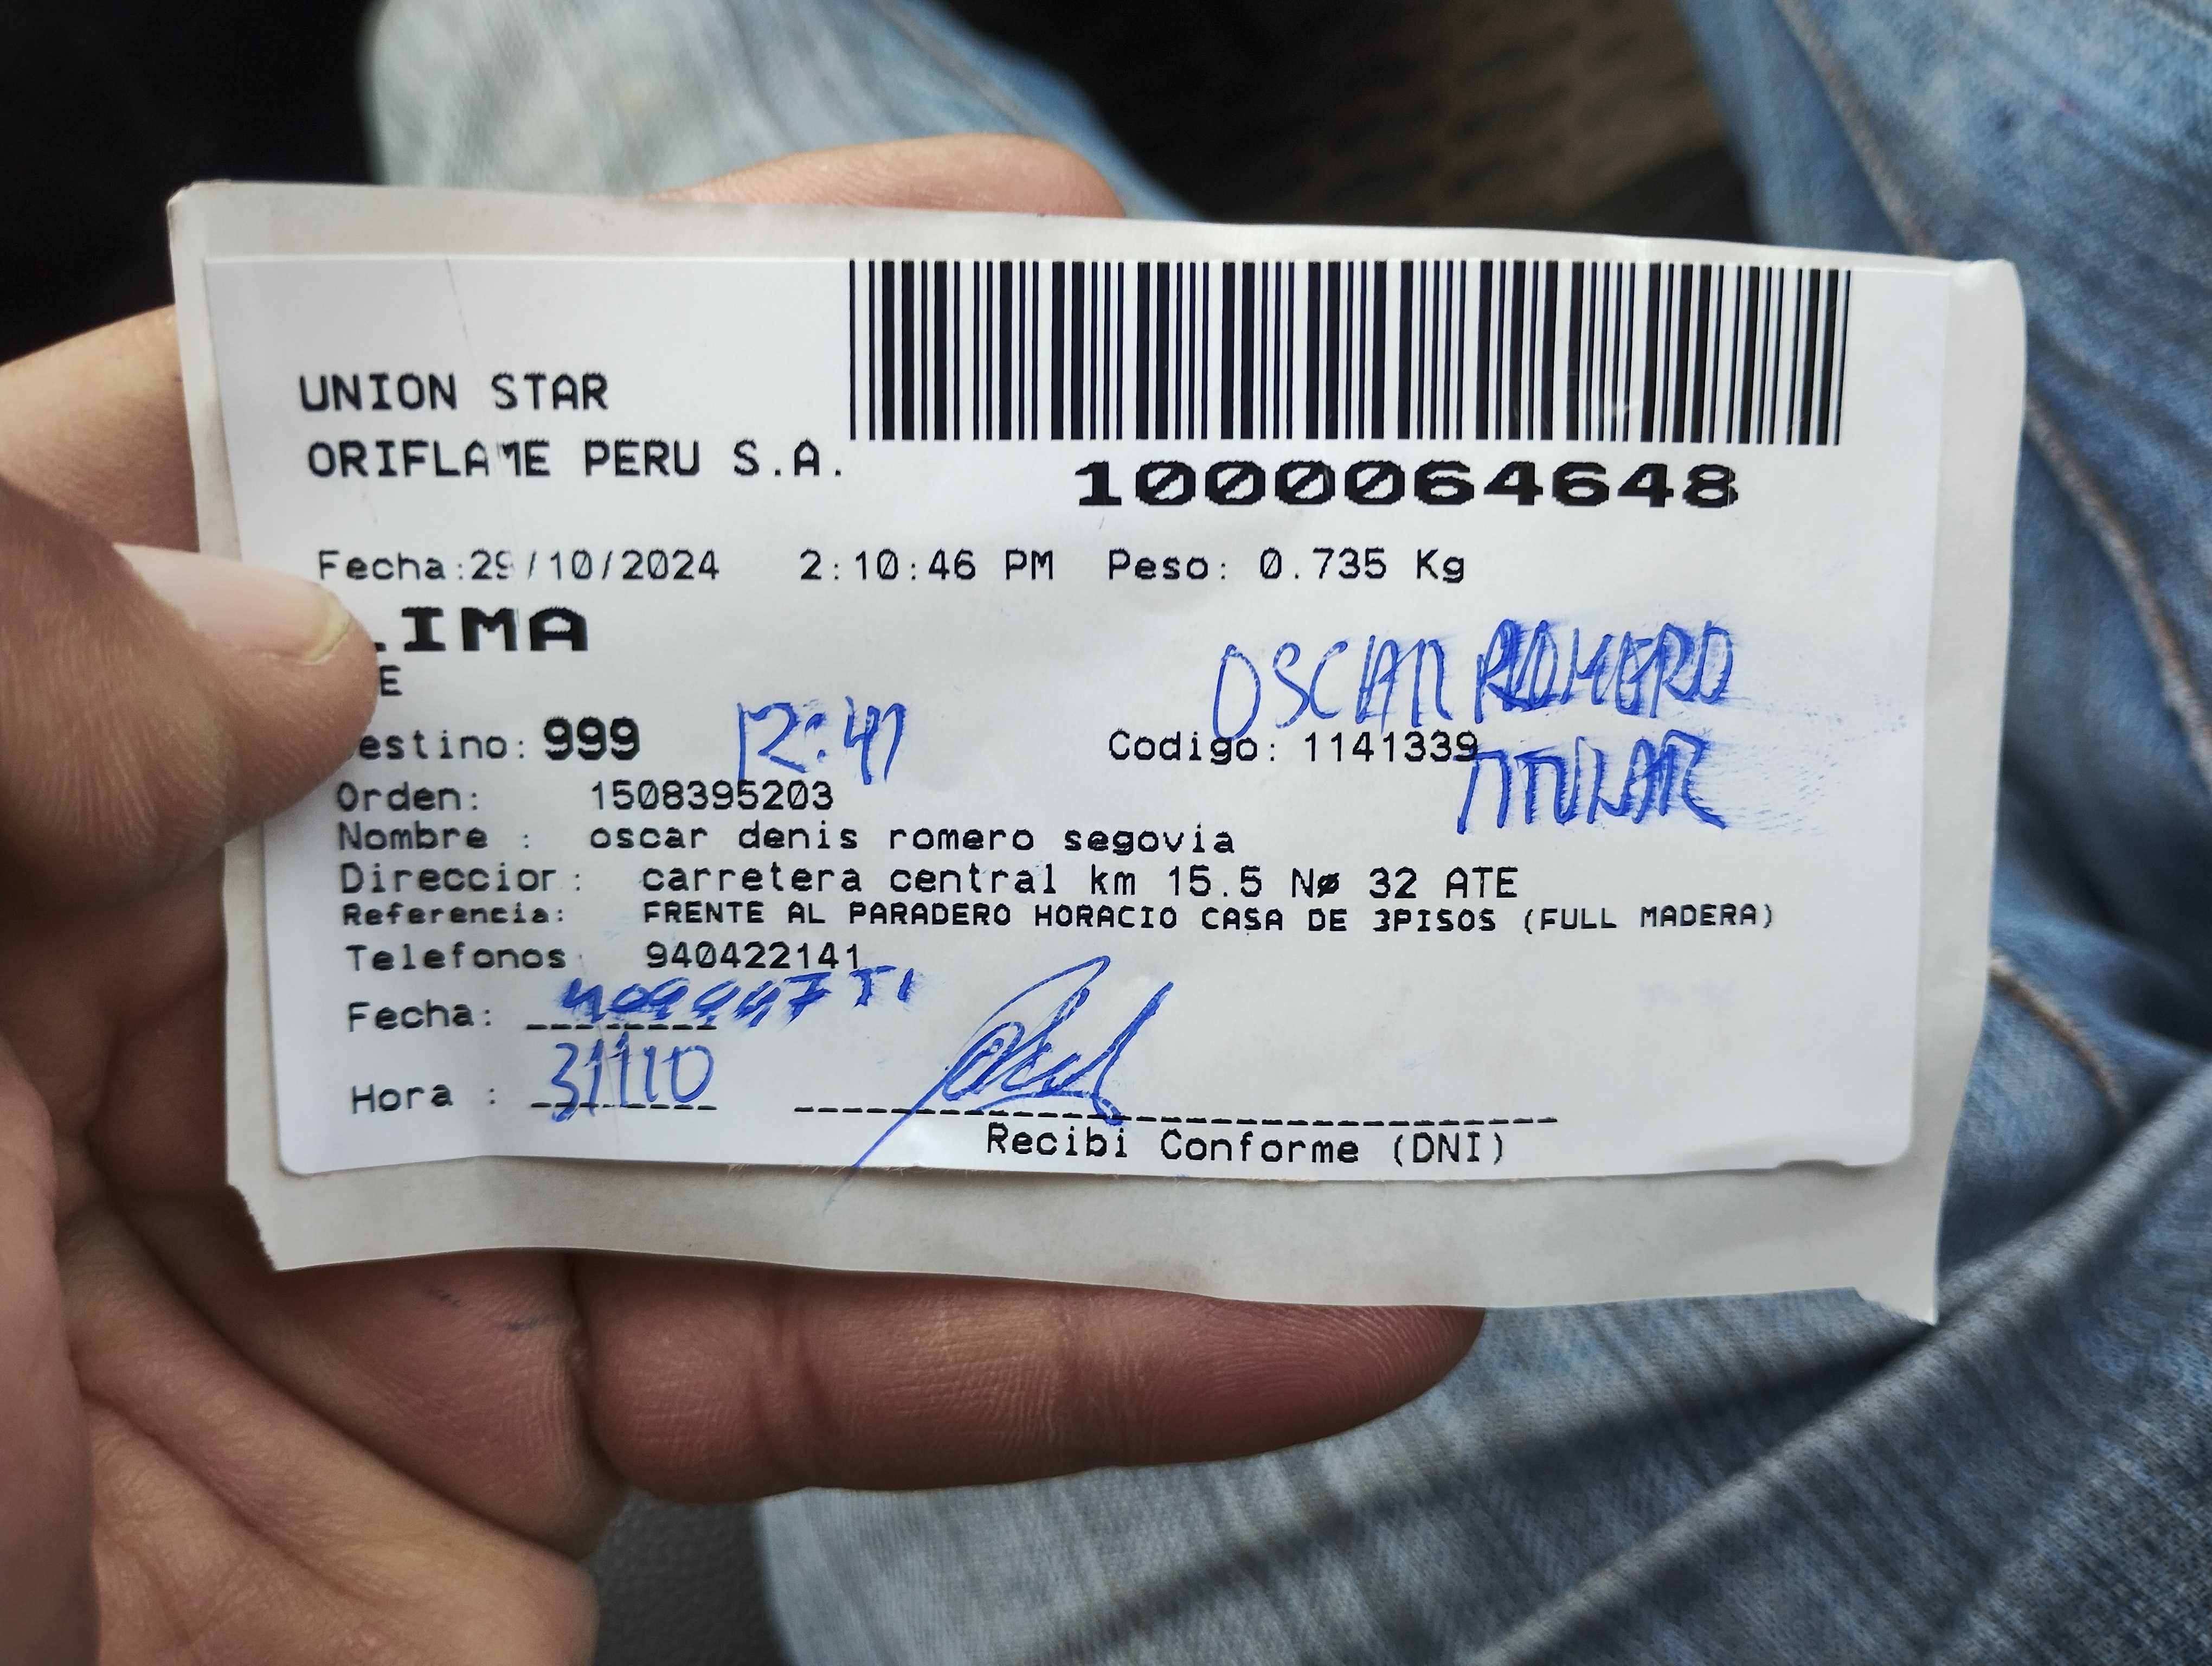 UNION STAR
ORIFLAME PERU S.A.
1000064648
Fecha:29/10/2024 2:10:46 PM Peso: 0.735 Kg
LIMA
E
OSCAR ROMERO
estino: 999 12:47 Codigo: 1141339
TITULAR
Orden: 1508395203
Nombre : oscar denis romero segovia
Direccion: carretera central km 15.5 Nø 32 ATE
Referencia: FRENTE AL PARADERO HORACIO CASA DE 3PISOS (FULL MADERA)
Telefonos: 940422141
Fecha:
Hora : 31/10
Recibi Conforme (DNI)